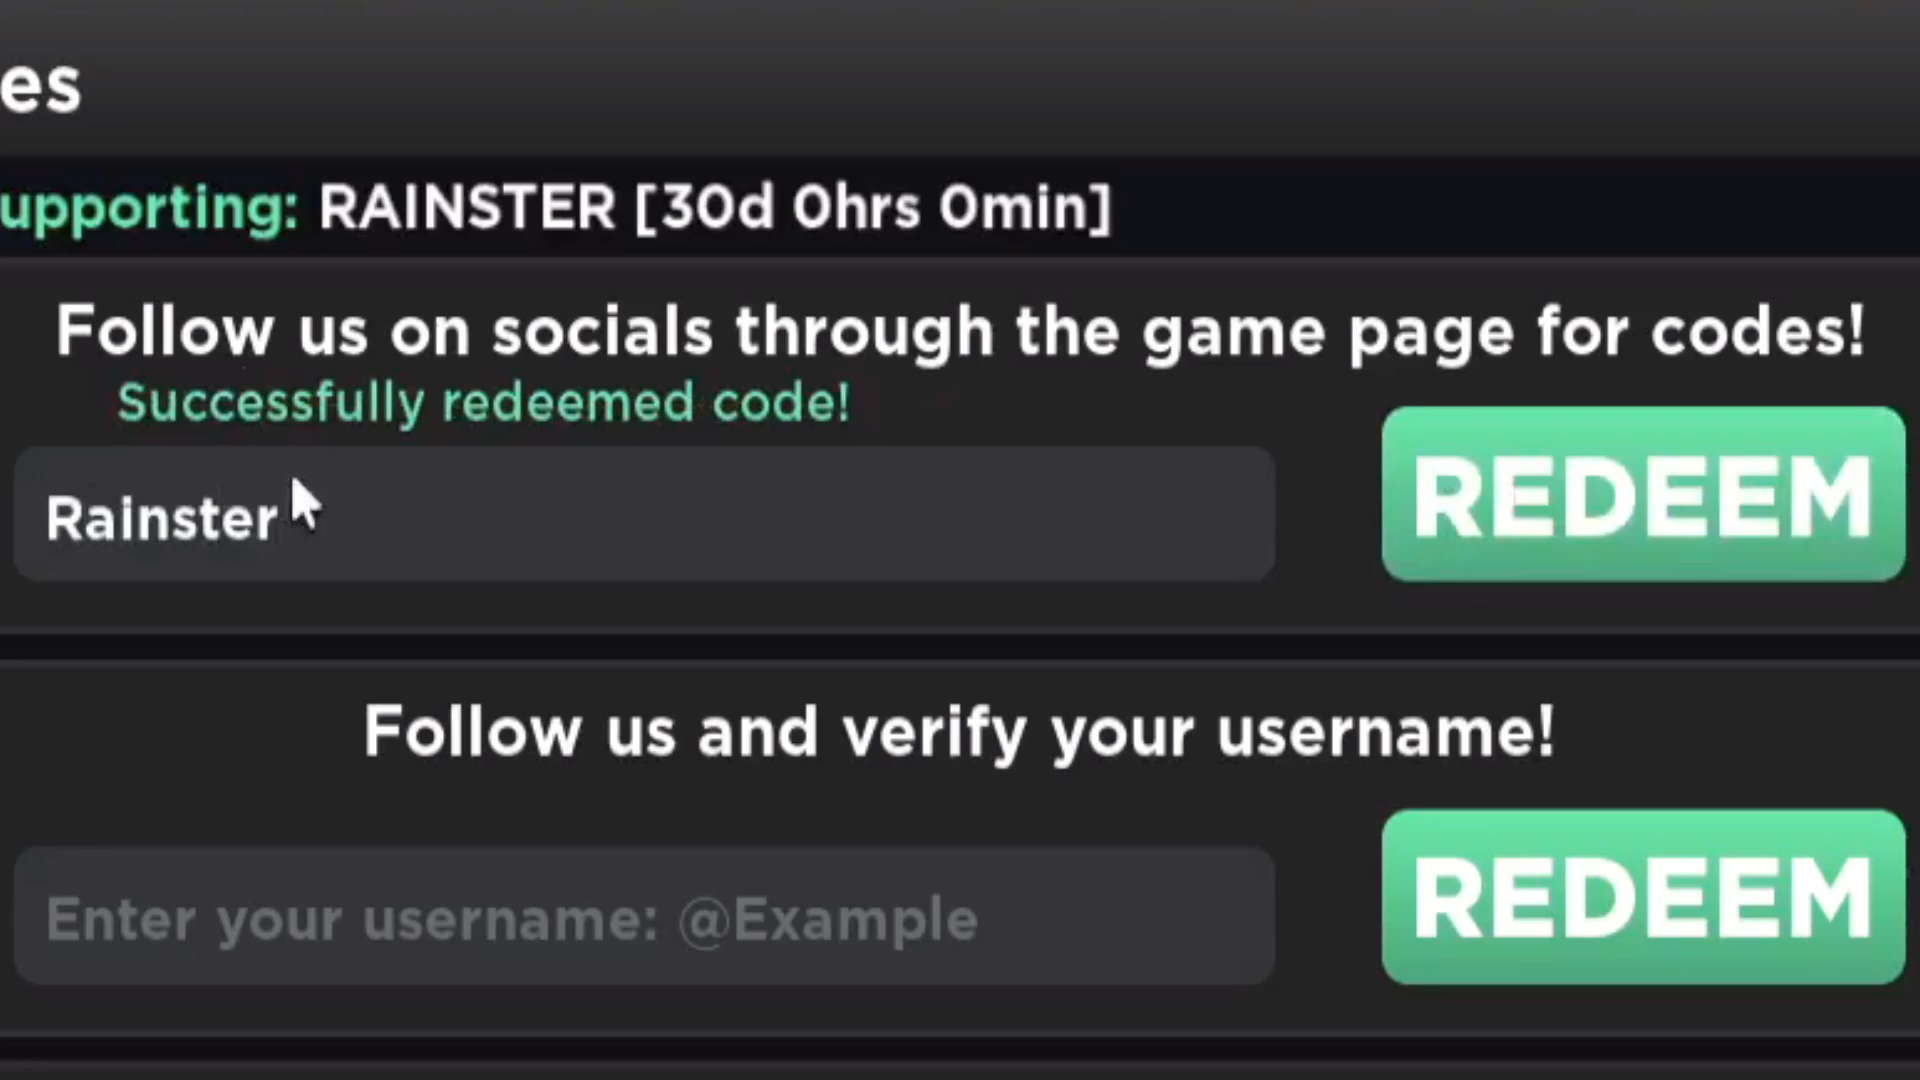 es
upporting: RAINSTER [30d 0hrs 0min]
Follow us on socials through the game page for codes!
Successfully redeemed code!
Rainster
REDEEM
Follow us and verify your username!
Enter your username: @Example
REDEEM